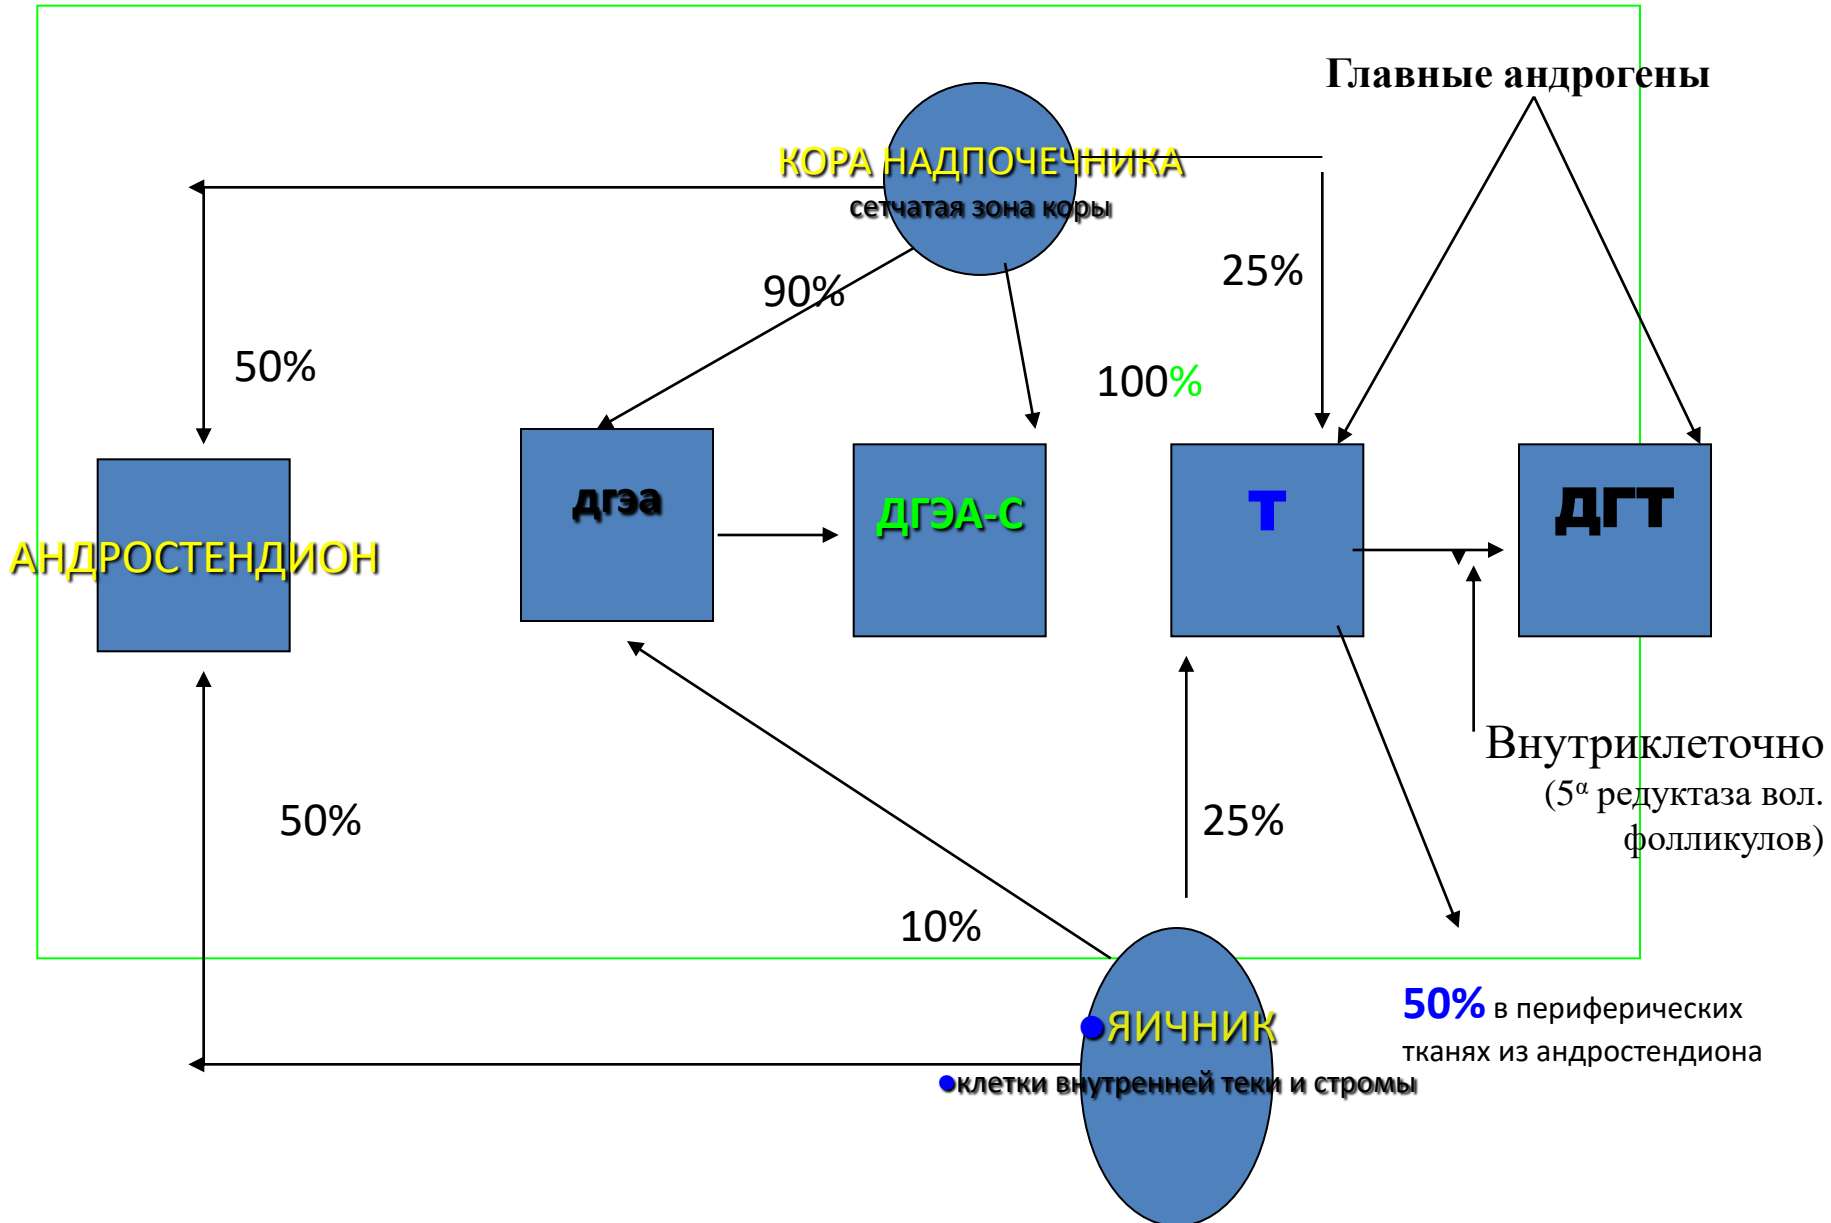 Главные андрогены
КОРА НАДПОЧЕЧНИКА
сетчатая зона коры
25%
90%
50%
100%
дгэа
ДГЭА-С
Т
ДГТ
АНДРОСТЕНДИОН
Внутриклеточно
(5α редуктаза вол.
фолликулов)
50%
25%
10%
50% в периферических
тканях из андростендиона
•ЯИЧНИК
•клетки внутренней теки и стромы